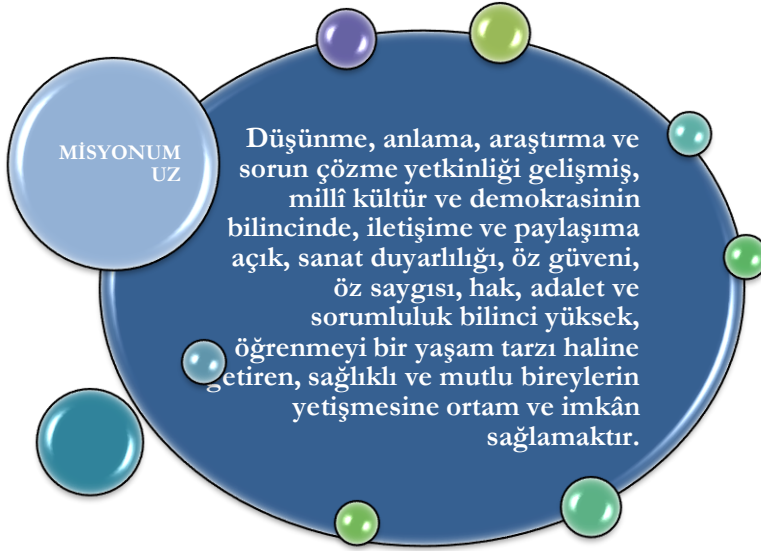 MİSYONUM
UZ
Düşünme, anlama, araştırma ve
sorun çözme yetkinliği gelişmiş,
millî kültür ve demokrasinin
bilincinde, iletişime ve paylaşıma
açık, sanat duyarlılığı, öz güveni,
öz saygısı, hak, adalet ve
sorumluluk bilinci yüksek,
öğrenmeyi bir yaşam tarzı haline
getiren, sağlıklı ve mutlu bireylerin
yetişmesine ortam ve imkân
sağlamaktır.